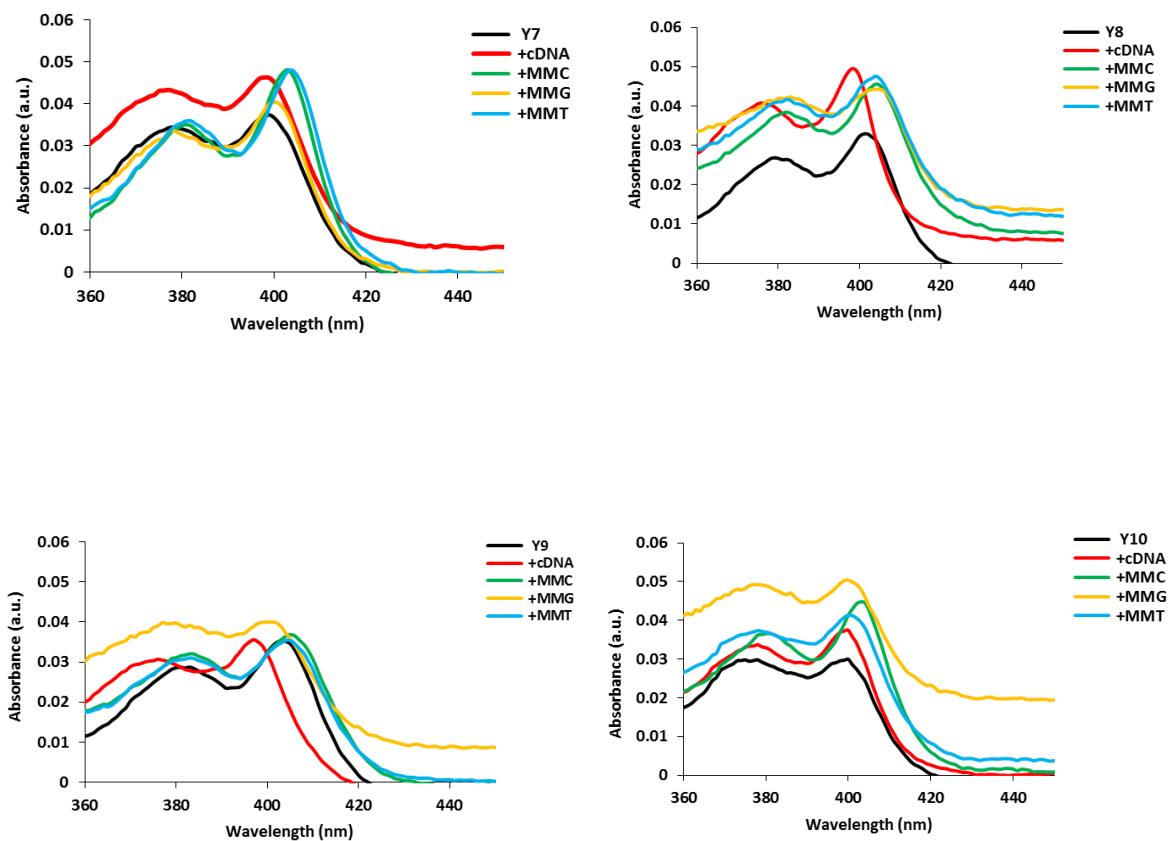 0.06
0.05
0.04
0.03
0.02
0.01
0
Absorbance (a.u.)
360
380
400
420
440
Wavelength (nm)
Y7
+cDNA
+MMC
+MMG
+MMT
0.06
0.05
0.04
0.03
0.02
0.01
0
Absorbance (a.u.)
360
380
400
420
440
Wavelength (nm)
Y8
+cDNA
+MMC
+MMG
+MMT
0.06
0.05
0.04
0.03
0.02
0.01
0
Absorbance (a.u.)
360
380
400
420
440
Wavelength (nm)
Y9
+cDNA
+MMC
+MMG
+MMT
0.06
0.05
0.04
0.03
0.02
0.01
0
Absorbance (a.u.)
360
380
400
420
440
Wavelength (nm)
Y10
+cDNA
+MMC
+MMG
+MMT